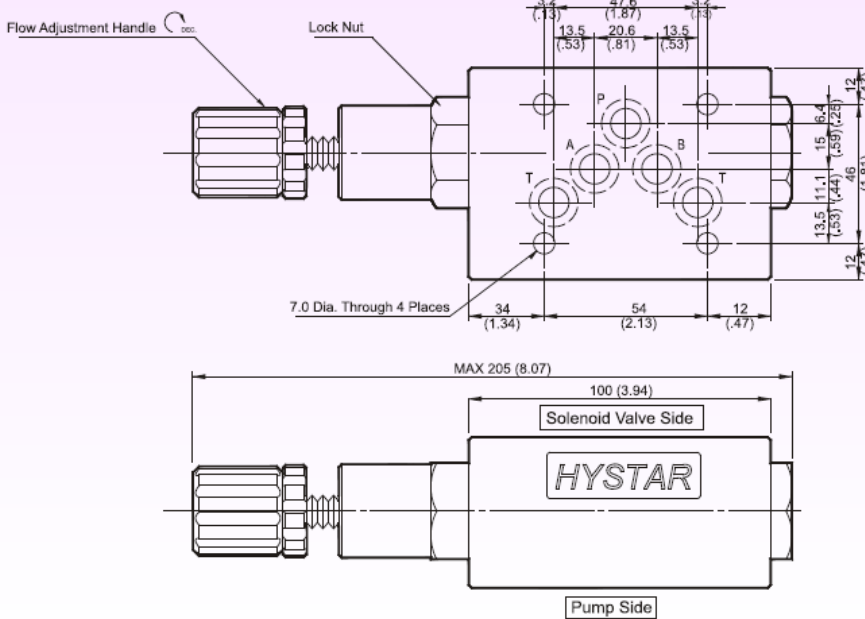 3.2
(.13)
47.6
(1.87)
3.2
(.13)
Flow Adjustment Handle
DEC.
Lock Nut
13.5
(.53)
20.6
(.81)
13.5
(.53)
12
6.4
(.25)
15
(.59)
46
11.1
(.44)
13.5
(.53)
12
P
A
B
T
T
7.0 Dia. Through 4 Places
34
(1.34)
54
(2.13)
12
(.47)
MAX 205 (8.07)
100 (3.94)
Solenoid Valve Side
HYSTAR
Pump Side